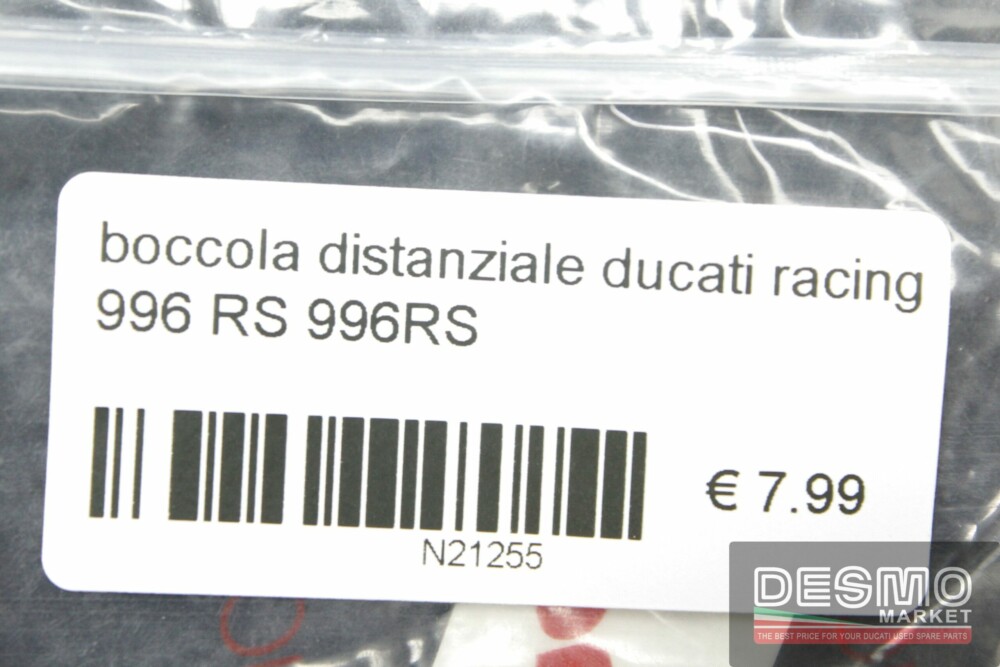 boccola distanziale ducati racing
996 RS 996RS
€ 7.99
N21255
DESMO
MARKET
THE BEST PRICE FOR YOUR DUCATI USED SPARE PARTS